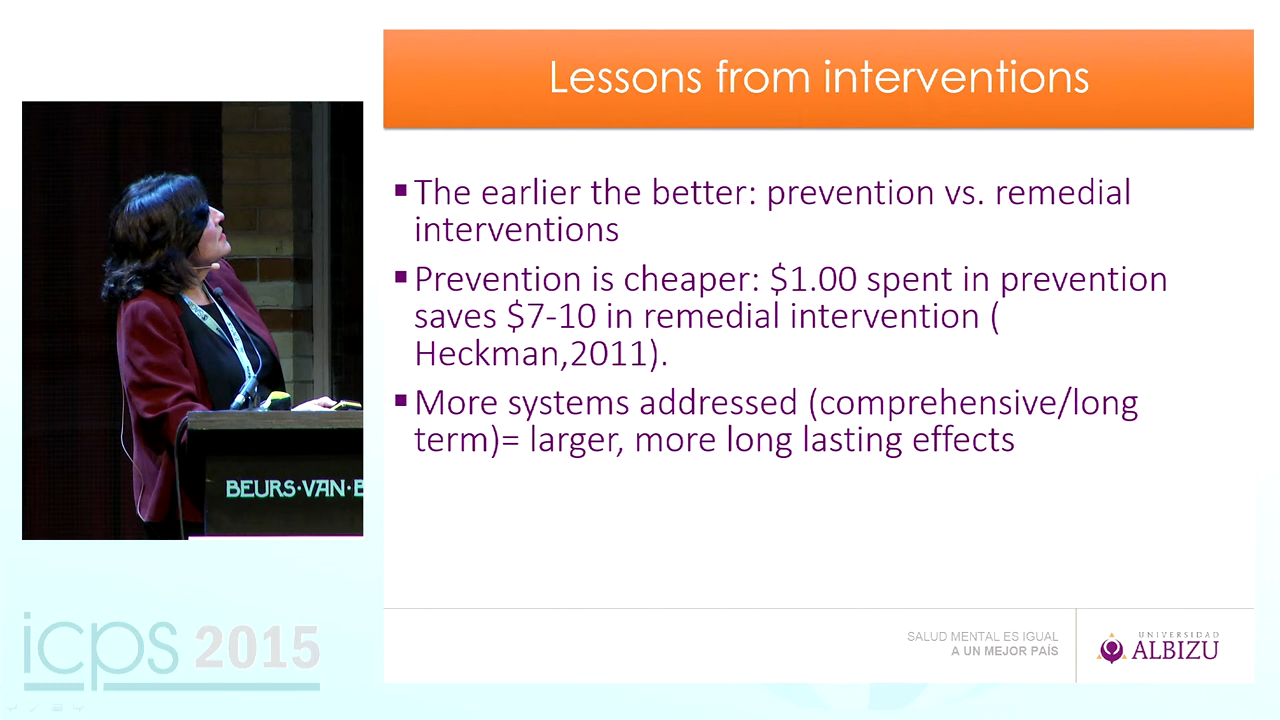 Lessons from interventions
▪ The earlier the better: prevention vs. remedial
interventions
▪ Prevention is cheaper: $1.00 spent in prevention
saves $7-10 in remedial intervention (
Heckman,2011).
▪ More systems addressed (comprehensive/long
term)= larger, more long lasting effects
BEURS·VAN·B
icps 2015
SALUD MENTAL ES IGUAL
A UN MEJOR PAÍS
UNIVERSIDAD
ALBIZU